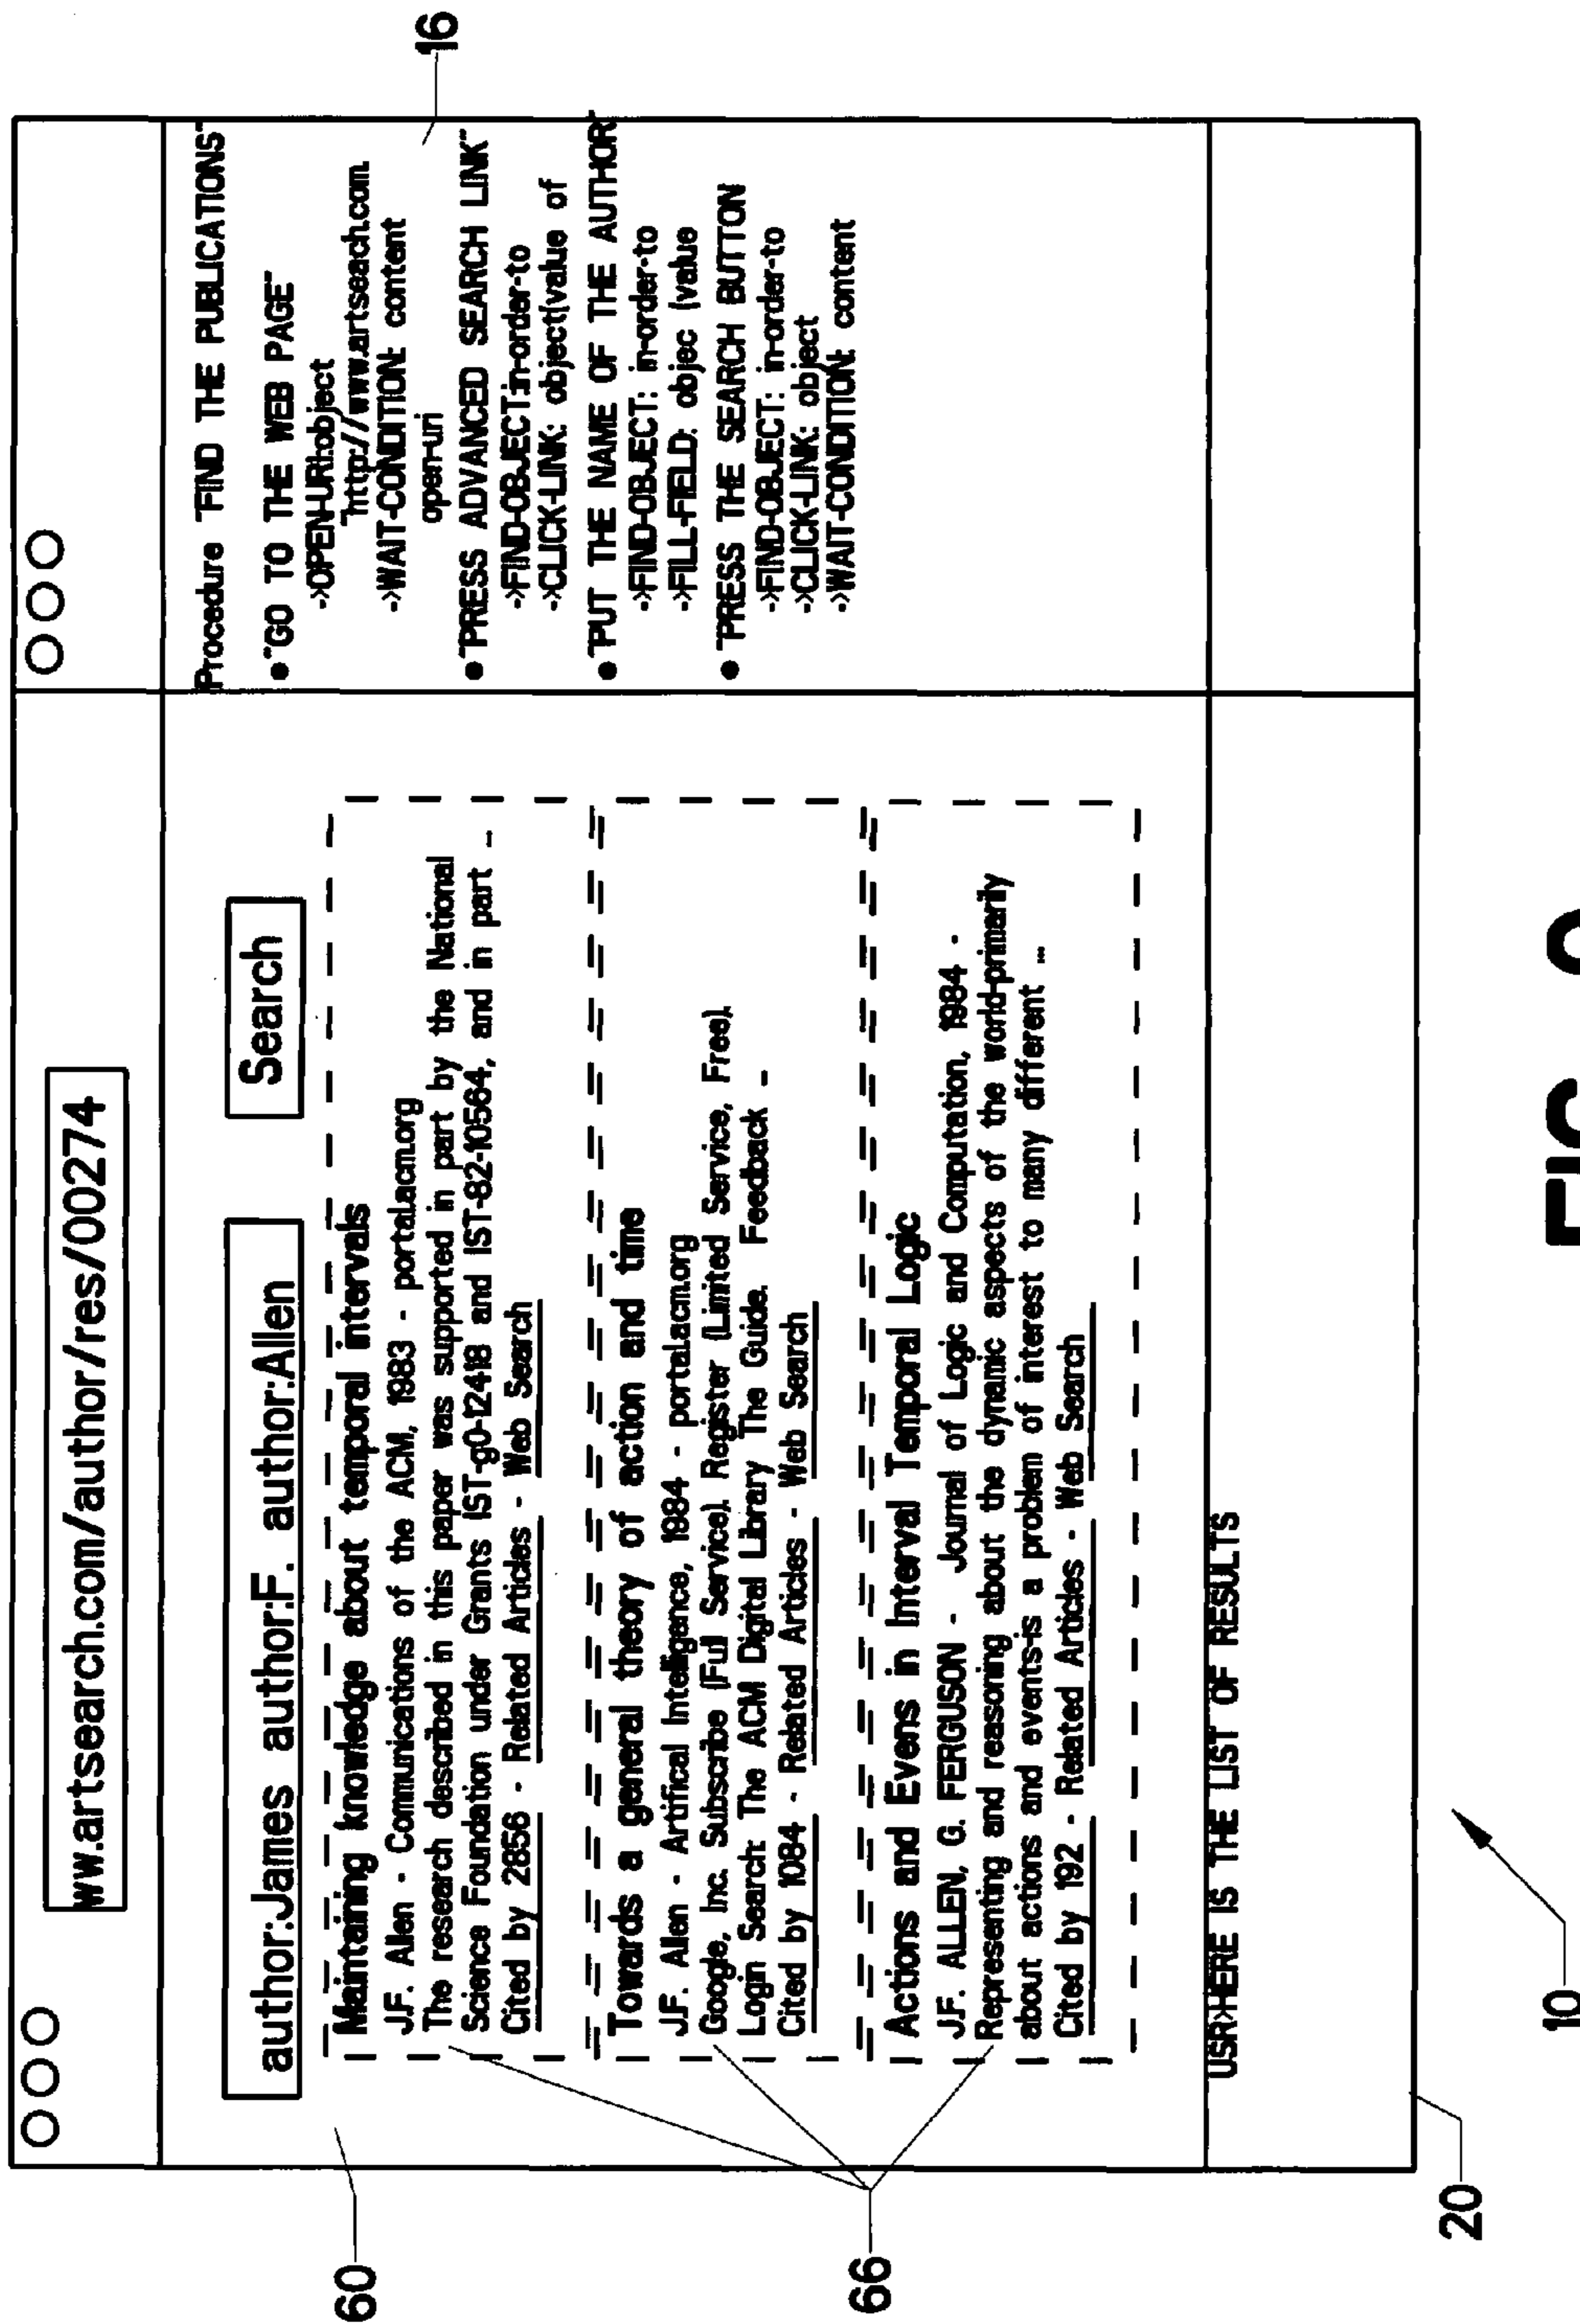 ww.artsearch.com/author/res/00274
author:James author:F. author:Allen
Search
Maintaining knowledge about temporal intervals
J.F. Allen - Communications of the ACM, 1983 - portal.acm.org
The research described in this paper was supported in part by the National
Science Foundation under Grants IST-g0-12418 and IST-82-10564, and in part ...
Cited by 2856 - Related Articles - Web Search
Towards a general theory of action and time
J.F. Allen - Artifical Intelligence, 1984 - portal.acm.org
Google, Inc. Subscribe (Full Service), Register (Limited Service, Free),
Login Search: The ACM Digital Library The Guide. Feedback ...
Cited by 1084 - Related Articles - Web Search
Actions and Evens in Interval Temporal Logic
J.F. ALLEN, G. FERGUSON - Journal of Logic and Computation, 1984 -
Representing and reasoning about the dynamic aspects of the world-primarily
about actions and events-is a problem of interest to many different ...
Cited by 192 - Related Articles - Web Search
Procedure "FIND THE PUBLICATIONS"
• "GO TO THE WEB PAGE"
->OPEN-URI:object
"http://www.artseach.com.
->WAIT-CONDITION: content
open-uri
• "PRESS ADVANCED SEARCH LINK"
->FIND-OBJECT:in-order-to
->CLICK-LINK: object(value of
• "PUT THE NAME OF THE AUTHOR"
->FIND-OBJECT: in-order-to
->FILL-FIELD: objec (value
• "PRESS THE SEARCH BUTTON
->FIND-OBJECT: in-order-to
->CLICK-LINK: object
->WAIT-CONDITION: content
USR>HERE IS THE LIST OF RESULTS
60
66
20
10
16